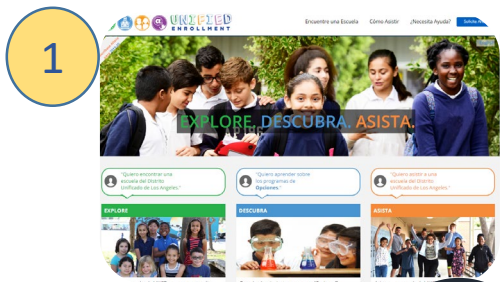 1
UNIFIED
ENROLLMENT
Encuentre una Escuela Cómo Asistir ¿Necesita Ayuda?
EXPLORE. DESCUBRA. ASISTA.
"Quiero encontrar una
escuela del Distrito
Unificado de Los Angeles."
"Quiero aprender sobre
los programas de
Opciones."
"Quiero asistir a una
escuela del Distrito
Unificado de Los Angeles."
EXPLORE
DESCUBRA
ASISTA